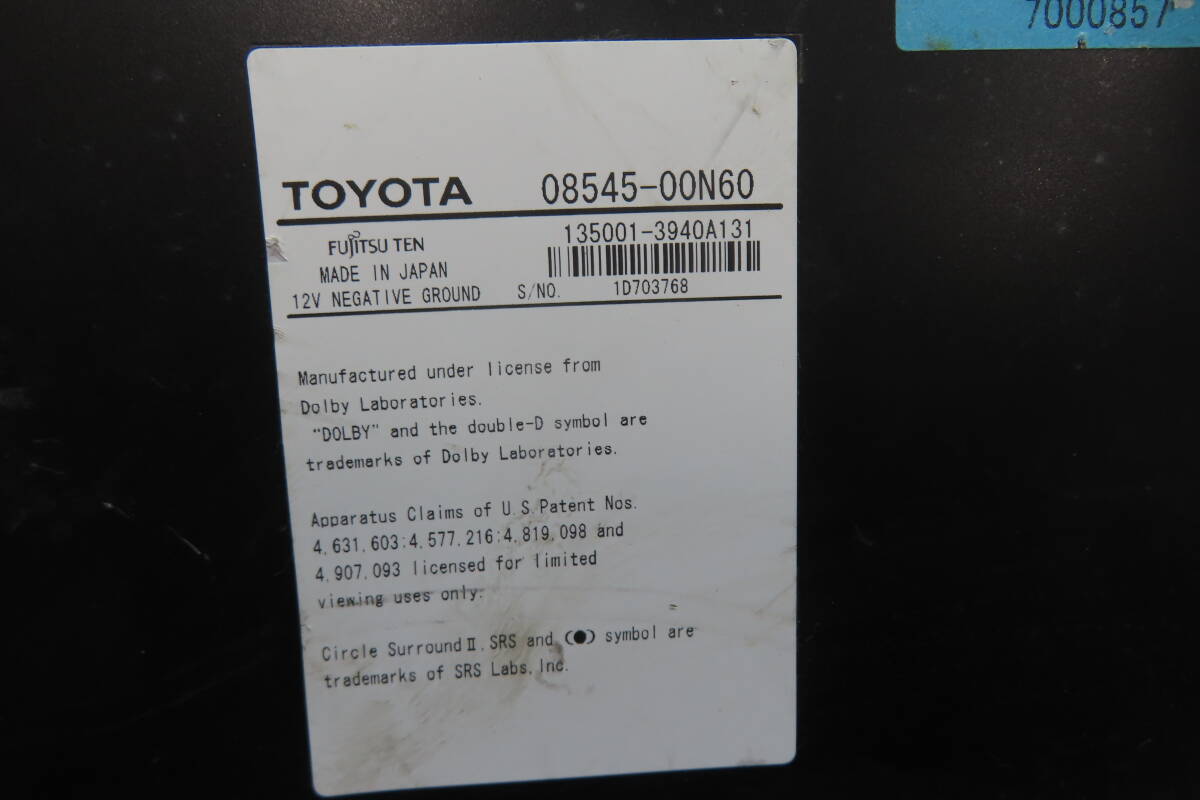 7000857
TOYOTA 08545-00N60
135001-3940A131
FUJITSU TEN
MADE IN JAPAN
12V NEGATIVE GROUND S/NO. 1D703768
Manufactured under license from
Dolby Laboratories.
“DOLBY” and the double-D symbol are
trademarks of Dolby Laboratories.
Apparatus Claims of U.S.Patent Nos.
4,631,603;4,577,216;4,819,098 and
4,907,093 licensed for limited
viewing uses only.
Circle SurroundⅡ, SRS and (●) symbol are
trademarks of SRS Labs, Inc.